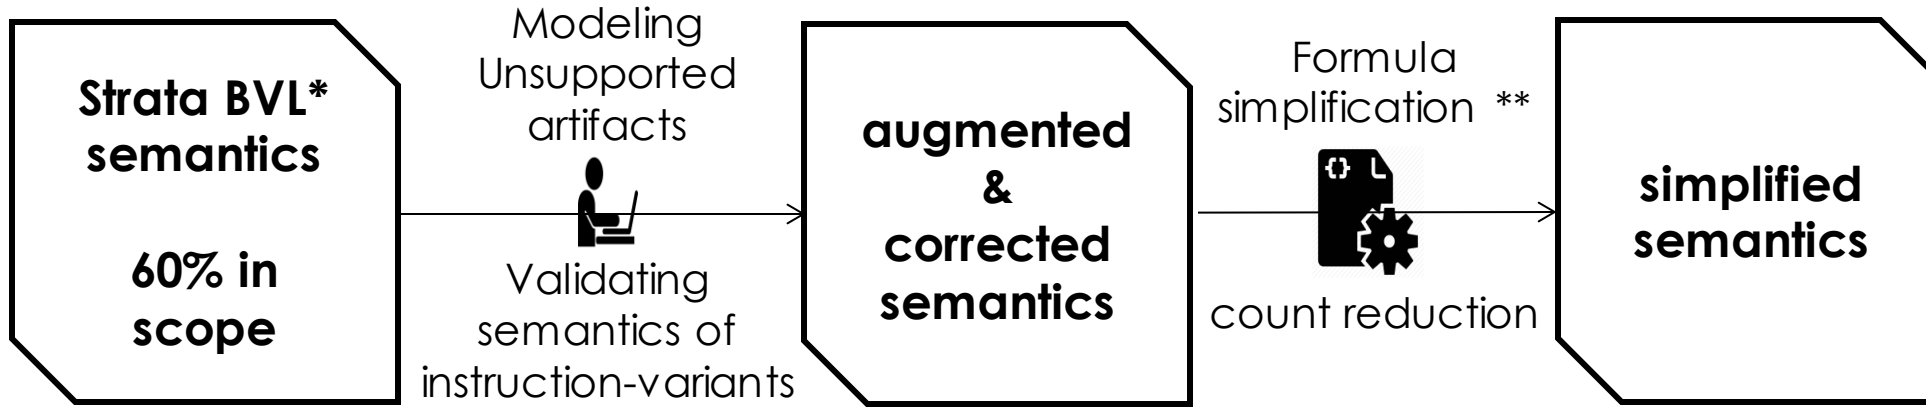 Strata BVL*
semantics
60% in
scope
Modeling
Unsupported
artifacts
Validating
semantics of
instruction-variants
augmented
&
corrected
semantics
Formula
simplification **
{} L
count reduction
simplified
semantics